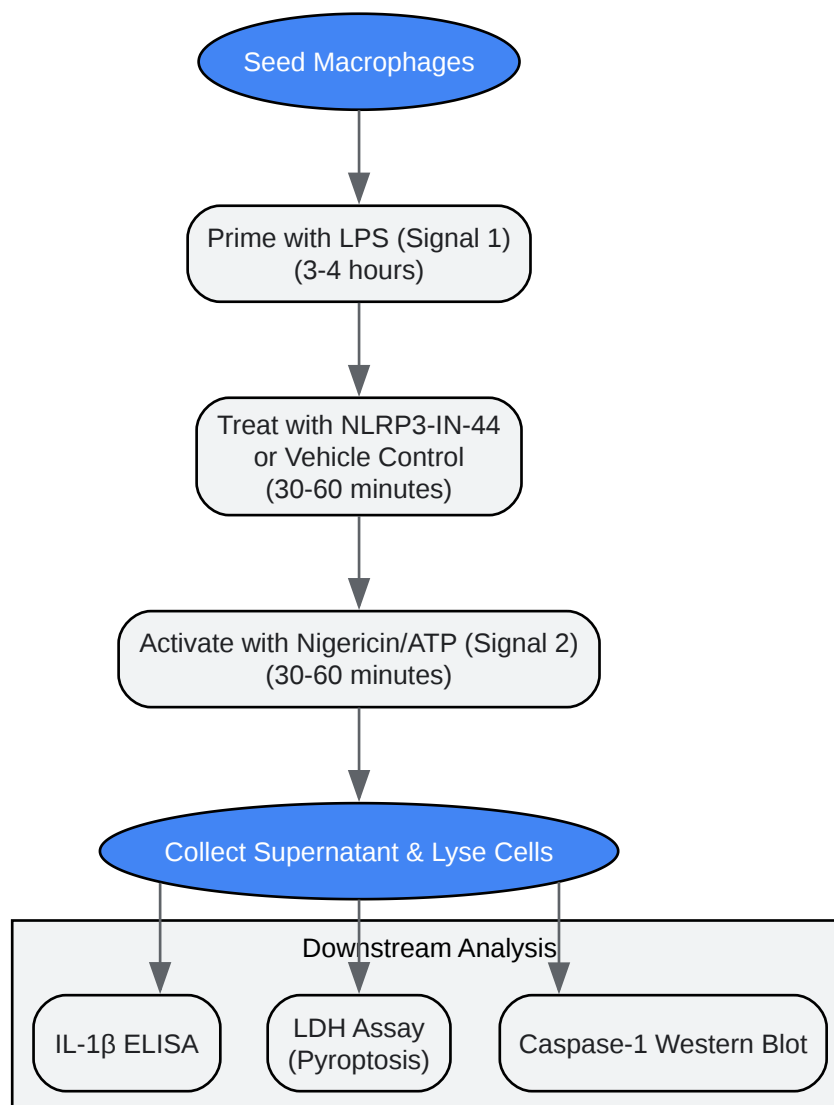 Seed Macrophages
Prime with LPS (Signal 1)
(3-4 hours)
Treat with NLRP3-IN-44
or Vehicle Control
(30-60 minutes)
Activate with Nigericin/ATP (Signal 2)
(30-60 minutes)
Collect Supernatant & Lyse Cells
Downstream Analysis
IL-1β ELISA
LDH Assay
(Pyroptosis)
Caspase-1 Western Blot